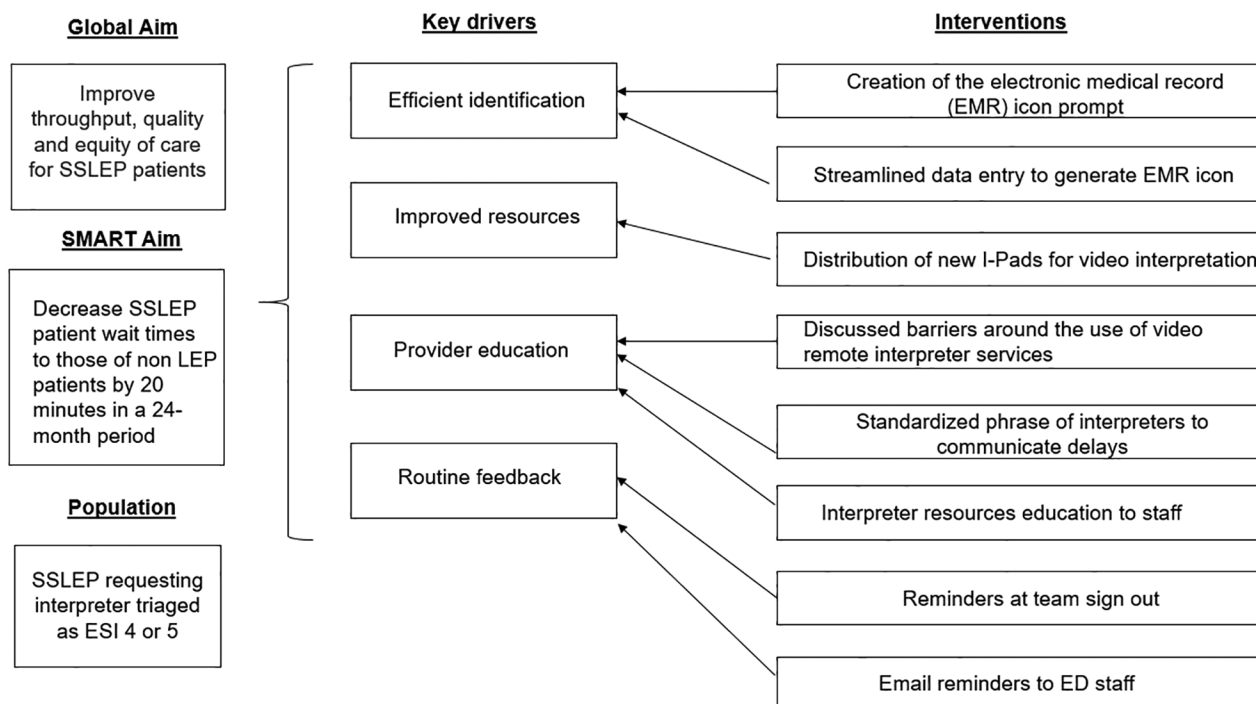 Global Aim
Improve
throughput, quality
and equity of care
for SSLEP patients
SMART Aim
Decrease SSLEP
patient wait times
to those of non LEP
patients by 20
minutes in a 24-
month period
Population
SSLEP requesting
interpreter triaged
as ESI 4 or 5
Key drivers
Efficient identification
Improved resources
Provider education
Routine feedback
Interventions
Creation of the electronic medical record
(EMR) icon prompt
Streamlined data entry to generate EMR icon
Distribution of new I-Pads for video interpretation
Discussed barriers around the use of video
remote interpreter services
Standardized phrase of interpreters to
communicate delays
Interpreter resources education to staff
Reminders at team sign out
Email reminders to ED staff